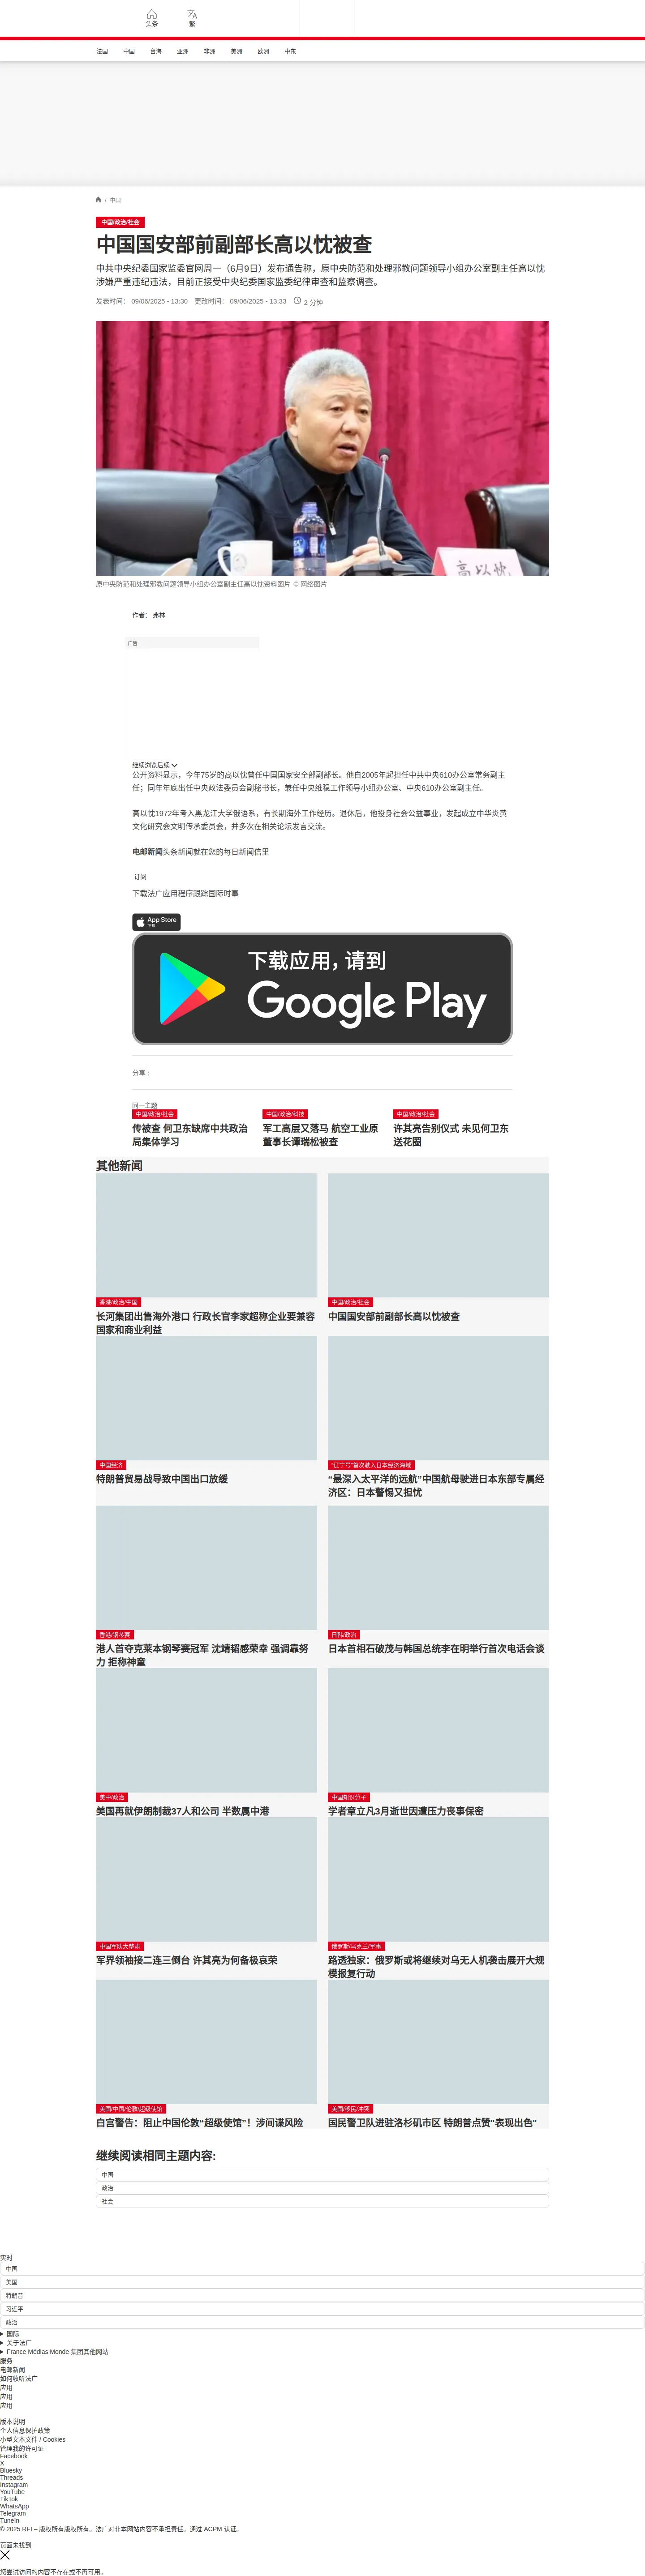 头条
繁
法国
中国
台海
亚洲
非洲
美洲
欧洲
中东
/ 中国
中国/政治/社会
中国国安部前副部长高以忱被查
中共中央纪委国家监委官网周一（6月9日）发布通告称，原中央防范和处理邪教问题领导小组办公室副主任高以忱
涉嫌严重违纪违法，目前正接受中央纪委国家监委纪律审查和监察调查。
发表时间： 09/06/2025 - 13:30 更改时间： 09/06/2025 - 13:33 2 分钟
高以忱
原中央防范和处理邪教问题领导小组办公室副主任高以忱资料图片 © 网络图片
作者： 弗林
广告
继续浏览后续
公开资料显示，今年75岁的高以忱曾任中国国家安全部副部长。他自2005年起担任中共中央610办公室常务副主
任；同年年底出任中央政法委员会副秘书长，兼任中央维稳工作领导小组办公室、中央610办公室副主任。
高以忱1972年考入黑龙江大学俄语系，有长期海外工作经历。退休后，他投身社会公益事业，发起成立中华炎黄
文化研究会文明传承委员会，并多次在相关论坛发言交流。
电邮新闻头条新闻就在您的每日新闻信里
订阅
下载法广应用程序跟踪国际时事
App Store
下载
下载应用，请到
Google Play
分享 :
同一主题
中国/政治/社会
传被查 何卫东缺席中共政治
局集体学习
中国/政治/科技
军工高层又落马 航空工业原
董事长谭瑞松被查
中国/政治/社会
许其亮告别仪式 未见何卫东
送花圈
其他新闻
香港/政治/中国
长河集团出售海外港口 行政长官李家超称企业要兼容
国家和商业利益
中国/政治/社会
中国国安部前副部长高以忱被查
中国经济
特朗普贸易战导致中国出口放缓
“辽宁号”首次驶入日本经济海域
“最深入太平洋的远航”中国航母驶进日本东部专属经
济区：日本警惕又担忧
香港/钢琴赛
港人首夺克莱本钢琴赛冠军 沈靖韬感荣幸 强调靠努
力 拒称神童
日韩/政治
日本首相石破茂与韩国总统李在明举行首次电话会谈
美中/政治
美国再就伊朗制裁37人和公司 半数属中港
中国知识分子
学者章立凡3月逝世因遭压力丧事保密
中国军队大整肃
军界领袖接二连三倒台 许其亮为何备极哀荣
俄罗斯/乌克兰/军事
路透独家：俄罗斯或将继续对乌无人机袭击展开大规
模报复行动
美国/中国/伦敦/超级使馆
白宫警告：阻止中国伦敦“超级使馆”！涉间谍风险
美国/移民/冲突
国民警卫队进驻洛杉矶市区 特朗普点赞"表现出色"
继续阅读相同主题内容:
中国
政治
社会
实时
中国
美国
特朗普
习近平
政治
国际
关于法广
France Médias Monde 集团其他网站
服务
电邮新闻
如何收听法广
应用
应用
应用
版本说明
个人信息保护政策
小型文本文件 / Cookies
管理我的许可证
Facebook
X
Bluesky
Threads
Instagram
YouTube
TikTok
WhatsApp
Telegram
TuneIn
© 2025 RFI – 版权所有版权所有。法广对非本网站内容不承担责任。通过 ACPM 认证。
页面未找到
您尝试访问的内容不存在或不再可用。